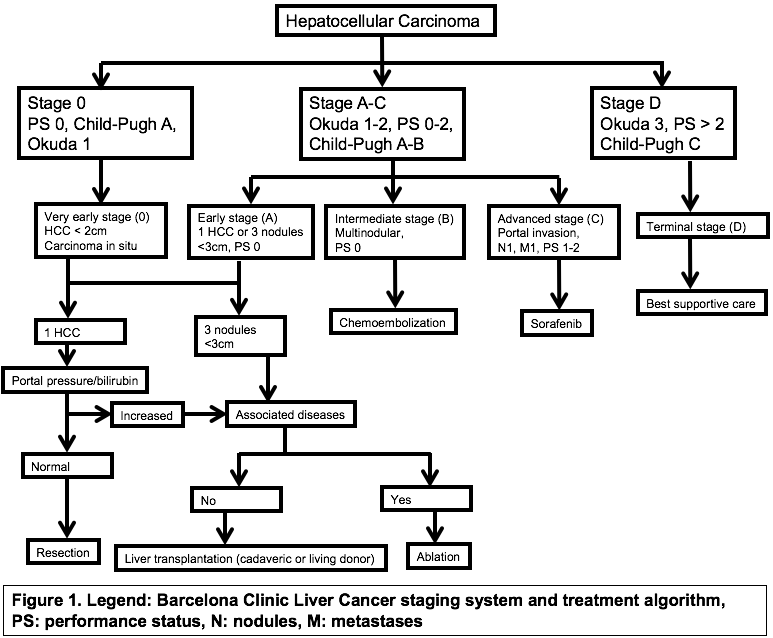 Hepatocellular Carcinoma
Stage 0
PS 0, Child-Pugh A,
Okuda 1
Stage A-C
Okuda 1-2, PS 0-2,
Child-Pugh A-B
Stage D
Okuda 3, PS > 2
Child-Pugh C
Very early stage (0)
HCC < 2cm
Carcinoma in situ
Early stage (A)
1 HCC or 3 nodules
<3cm, PS 0
Intermediate stage (B)
Multinodular,
PS 0
Advanced stage (C)
Portal invasion,
N1, M1, PS 1-2
Terminal stage (D)
1 HCC
3 nodules
<3cm
Chemoembolization
Sorafenib
Best supportive care
Portal pressure/bilirubin
Increased
Associated diseases
Normal
No
Yes
Resection
Liver transplantation (cadaveric or living donor)
Ablation
Figure 1. Legend: Barcelona Clinic Liver Cancer staging system and treatment algorithm,
PS: performance status, N: nodules, M: metastases